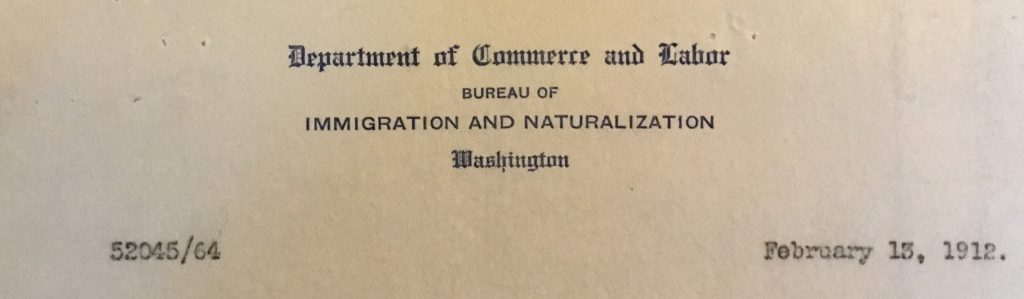 Department of Commerce and Labor
BUREAU OF
IMMIGRATION AND NATURALIZATION
Washington
52045/64 February 13, 1912.